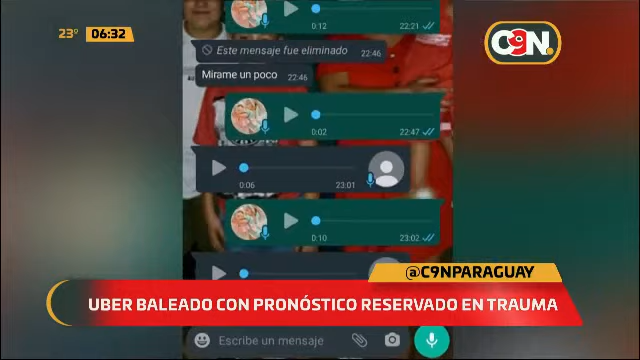 23°
06:32
C9N.
0:12
22:21
Este mensaje fue eliminado
22:46
Mirame un poco
22:46
0:02
22:47
0:06
23:01
0:10
23:02
@C9NPARAGUAY
UBER BALEADO CON PRONÓSTICO RESERVADO EN TRAUMA
Escribe un mensaje